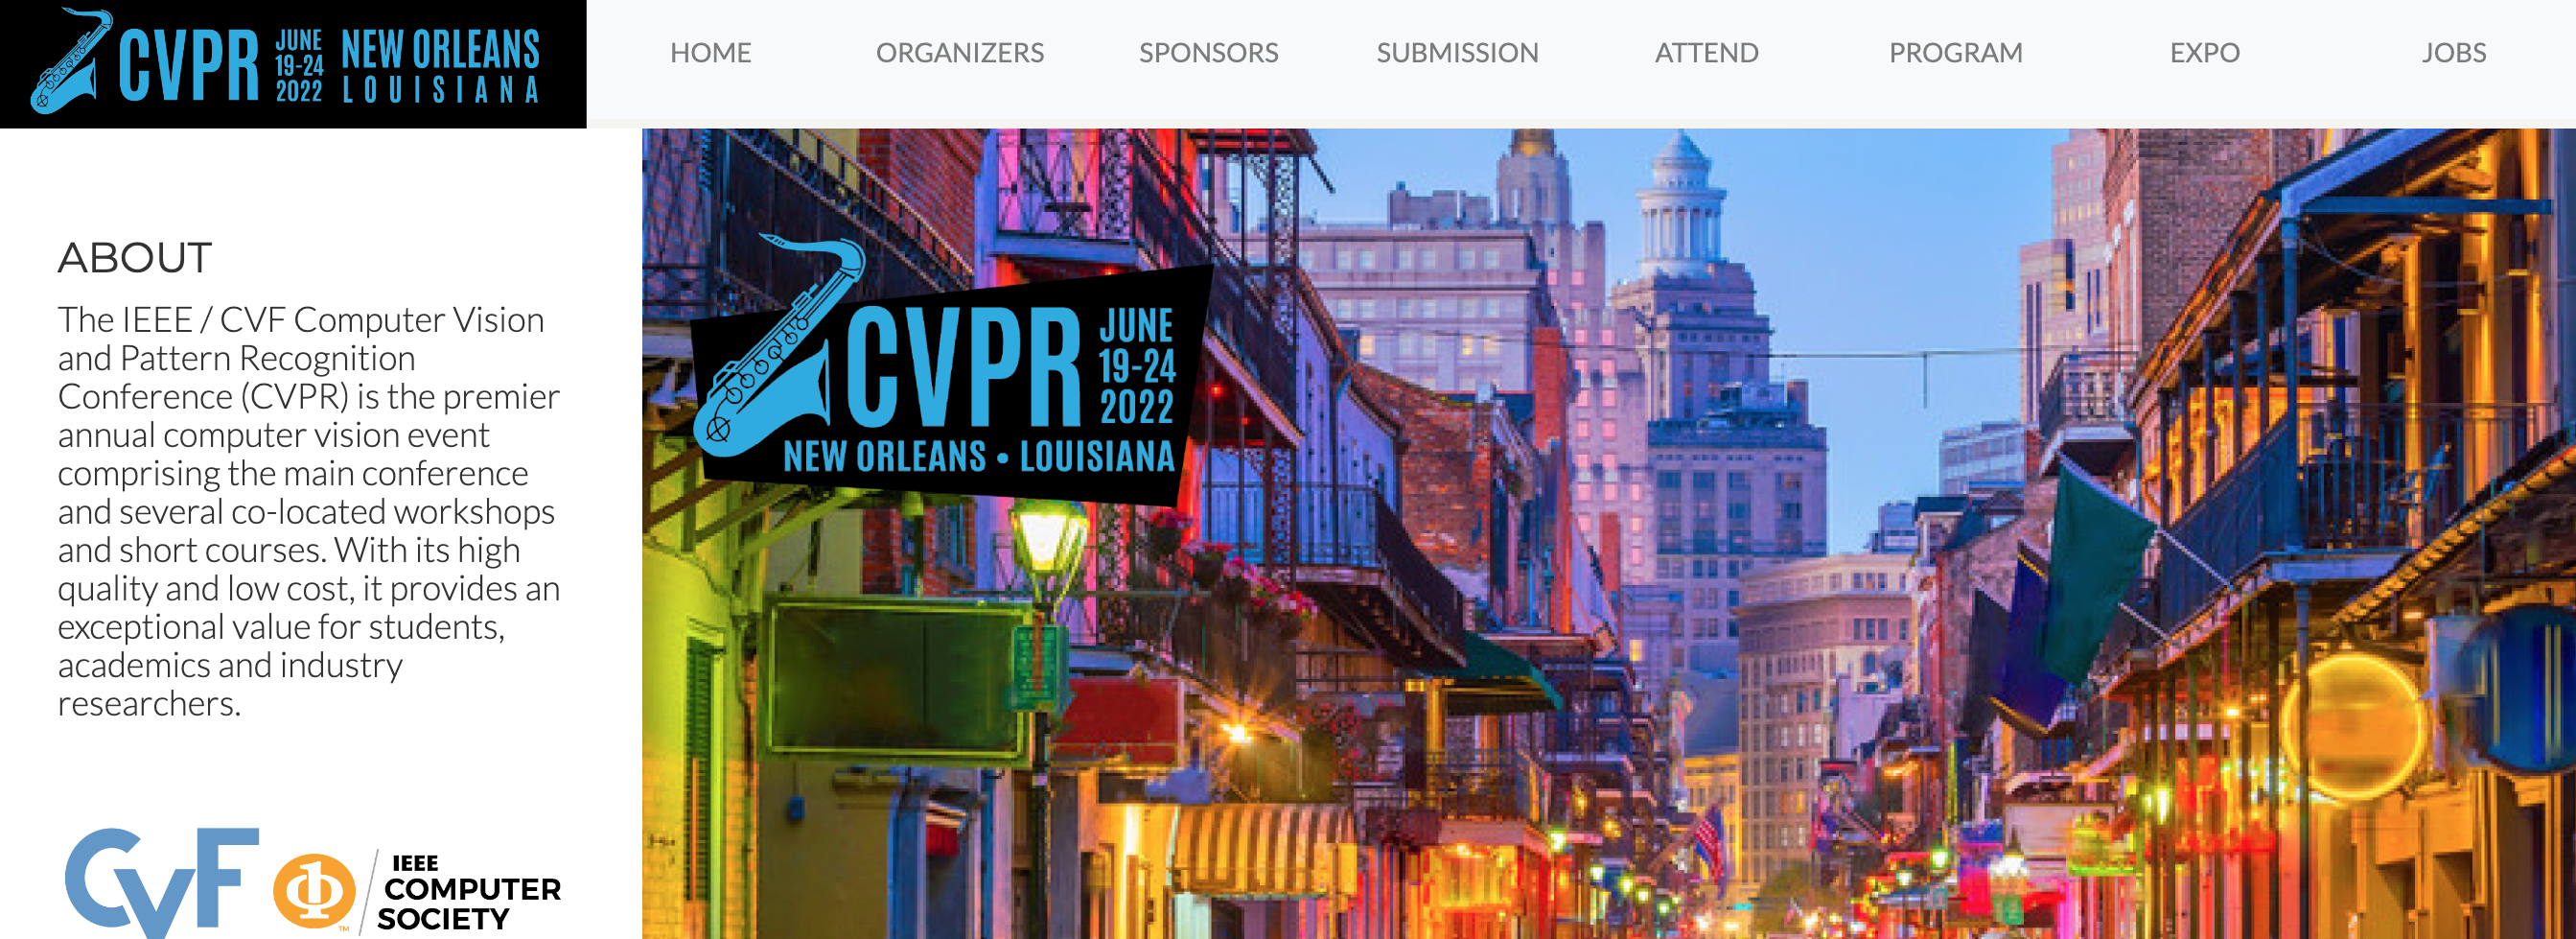 CVPR JUNE 19-24 2022 NEW ORLEANS LOUISIANA
HOME ORGANIZERS SPONSORS SUBMISSION ATTEND PROGRAM EXPO JOBS
ABOUT
The IEEE / CVF Computer Vision
and Pattern Recognition
Conference (CVPR) is the premier
annual computer vision event
comprising the main conference
and several co-located workshops
and short courses. With its high
quality and low cost, it provides an
exceptional value for students,
academics and industry
researchers.
CVF
IEEE
COMPUTER
SOCIETY
TM
CVPR
JUNE
19-24
2022
NEW ORLEANS • LOUISIANA